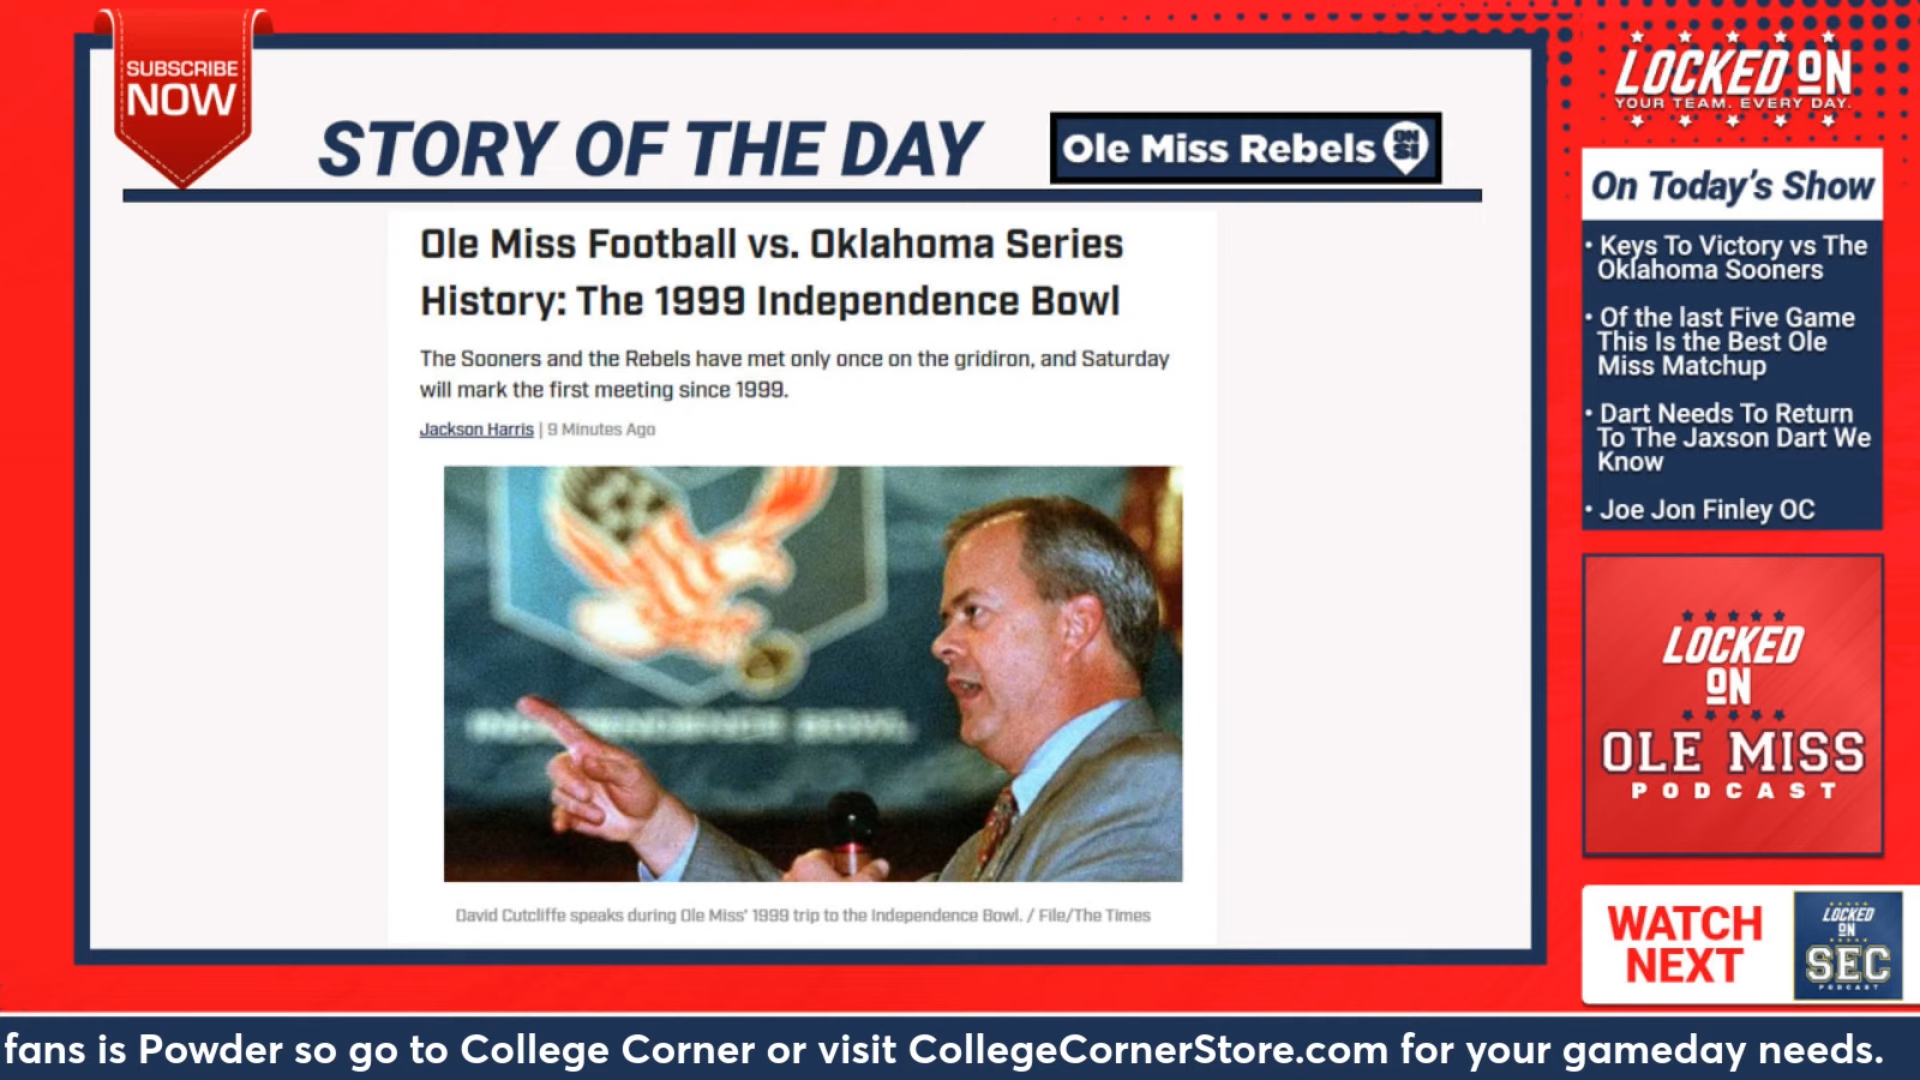 SUBSCRIBE
NOW
STORY OF THE DAY
Ole Miss Rebels ON SI
Ole Miss Football vs. Oklahoma Series
History: The 1999 Independence Bowl
The Sooners and the Rebels have met only once on the gridiron, and Saturday
will mark the first meeting since 1999.
Jackson Harris | 9 Minutes Ago
INDEPENDENCE BOWL
David Cutcliffe speaks during Ole Miss' 1999 trip to the Independence Bowl. / File/The Times
LOCKED ON
YOUR TEAM. EVERY DAY.
On Today's Show
• Keys To Victory vs The
Oklahoma Sooners
• Of the last Five Game
This Is the Best Ole
Miss Matchup
• Dart Needs To Return
To The Jaxson Dart We
Know
• Joe Jon Finley OC
LOCKED
ON
OLE MISS
PODCAST
WATCH
NEXT
LOCKED
ON
SEC
PODCAST
fans is Powder so go to College Corner or visit CollegeCornerStore.com for your gameday needs.